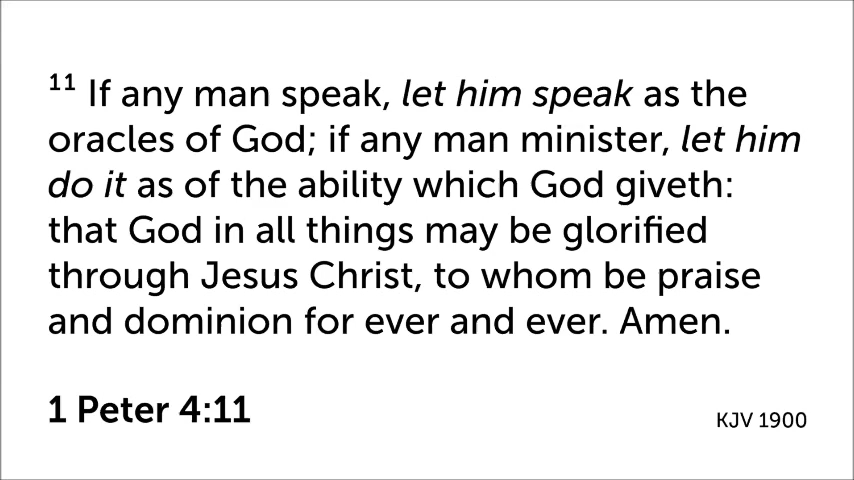 11 If any man speak, let him speak as the
oracles of God; if any man minister, let him
do it as of the ability which God giveth:
that God in all things may be glorified
through Jesus Christ, to whom be praise
and dominion for ever and ever. Amen.
1 Peter 4:11
KJV 1900